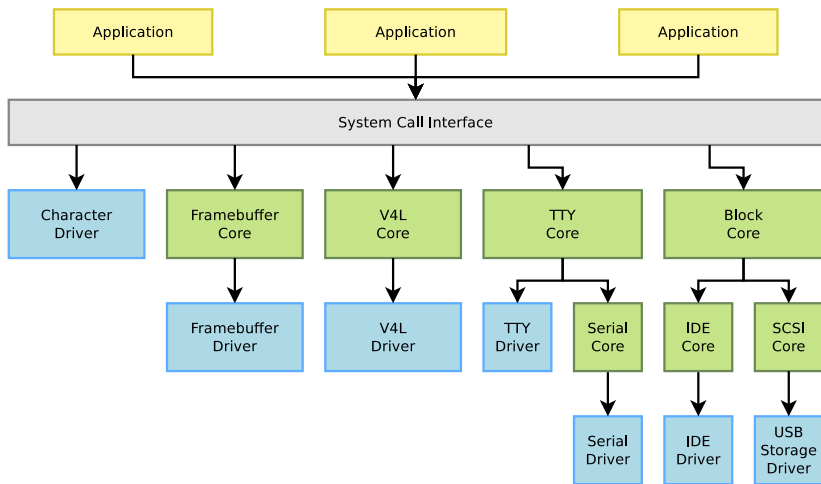 Application
Application
Application
System Call Interface
Character
Driver
Framebuffer
Core
V4L
Core
TTY
Core
Block
Core
Framebuffer
Driver
V4L
Driver
TTY
Driver
Serial
Core
IDE
Core
SCSI
Core
Serial
Driver
IDE
Driver
USB
Storage
Driver